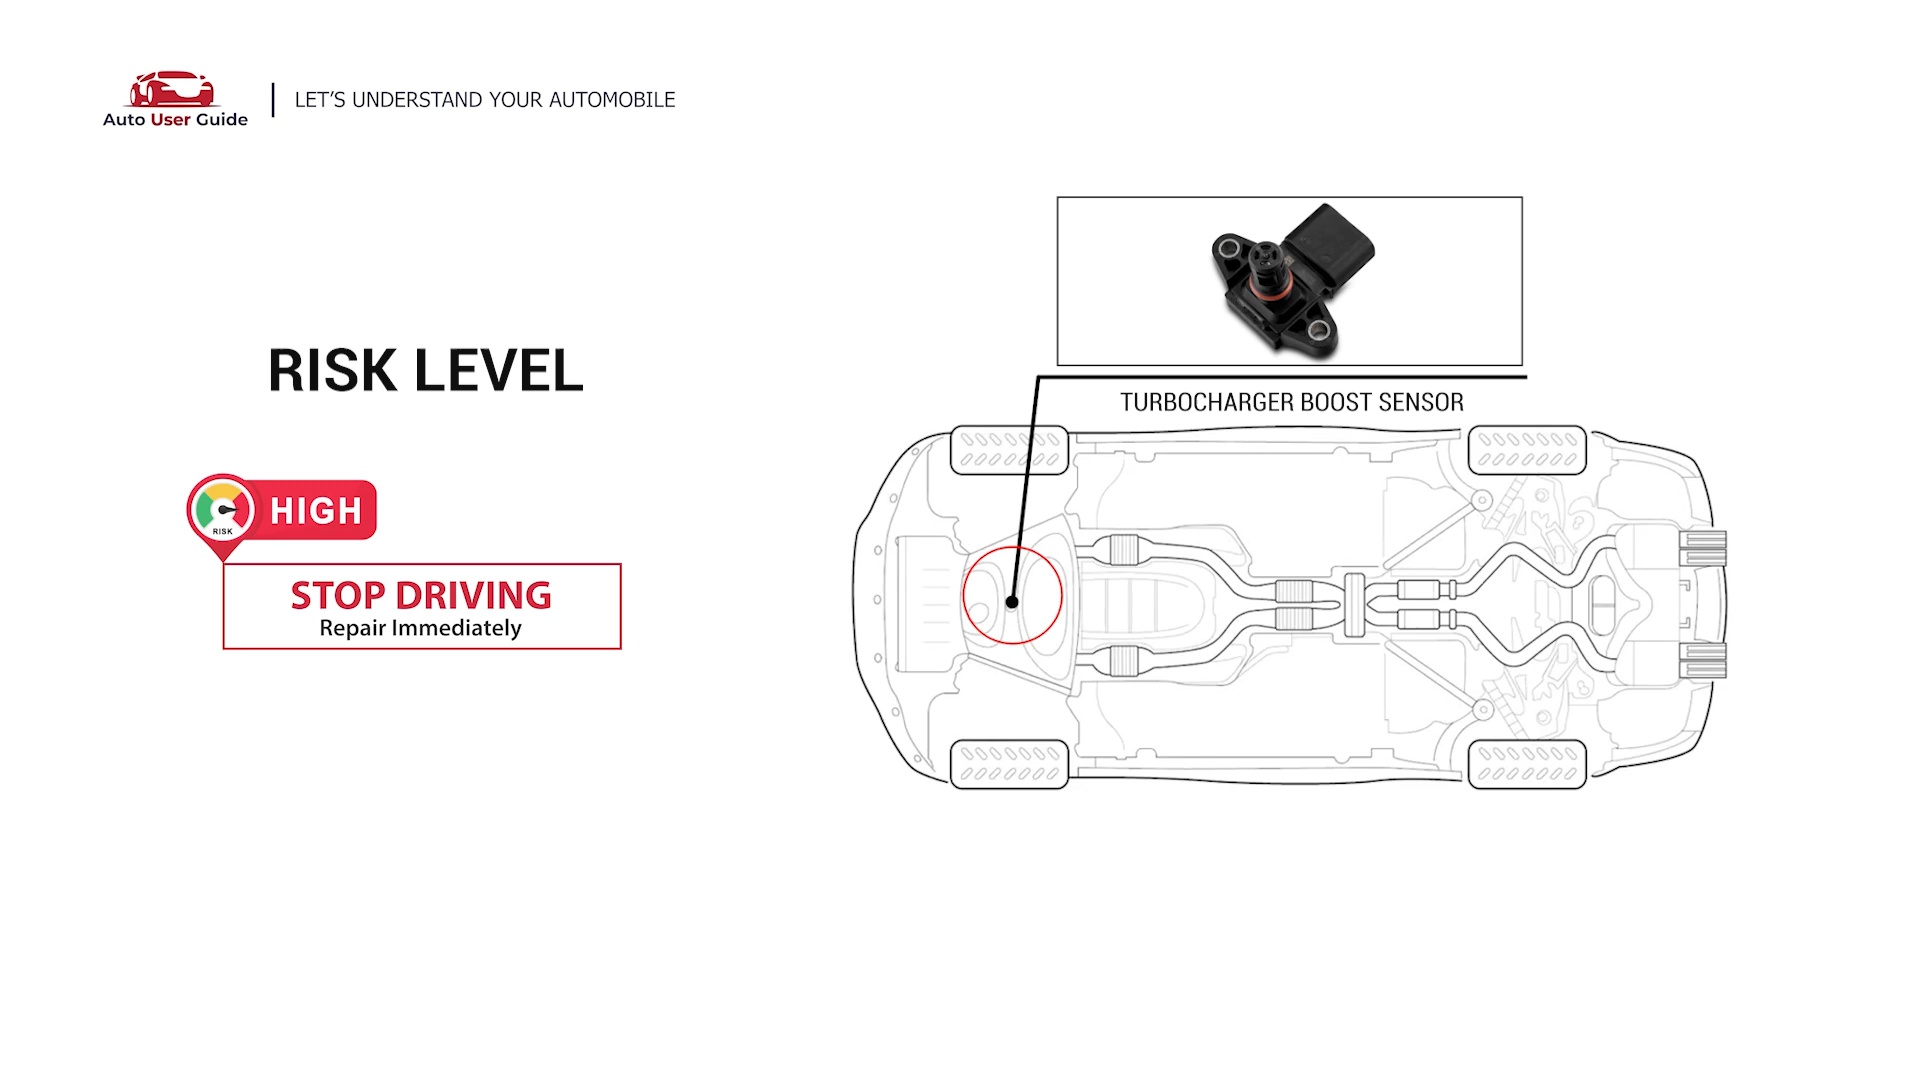 Auto User Guide
LET'S UNDERSTAND YOUR AUTOMOBILE
RISK LEVEL
RISK
HIGH
STOP DRIVING
Repair Immediately
TURBOCHARGER BOOST SENSOR